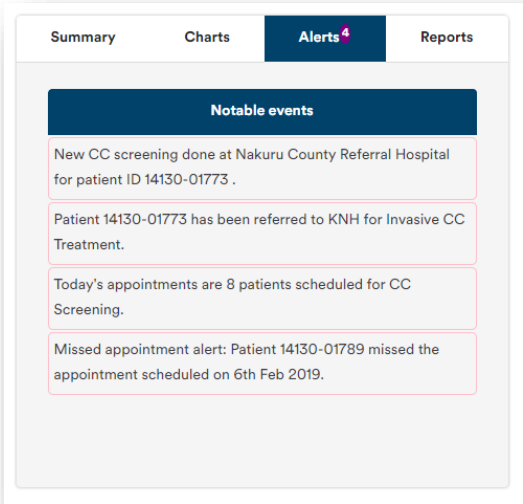 Summary Charts Alerts 4 Reports
Notable events
New CC screening done at Nakuru County Referral Hospital
for patient ID 14130-01773 .
Patient 14130-01773 has been referred to KNH for Invasive CC
Treatment.
Today's appointments are 8 patients scheduled for CC
Screening.
Missed appointment alert: Patient 14130-01789 missed the
appointment scheduled on 6th Feb 2019.